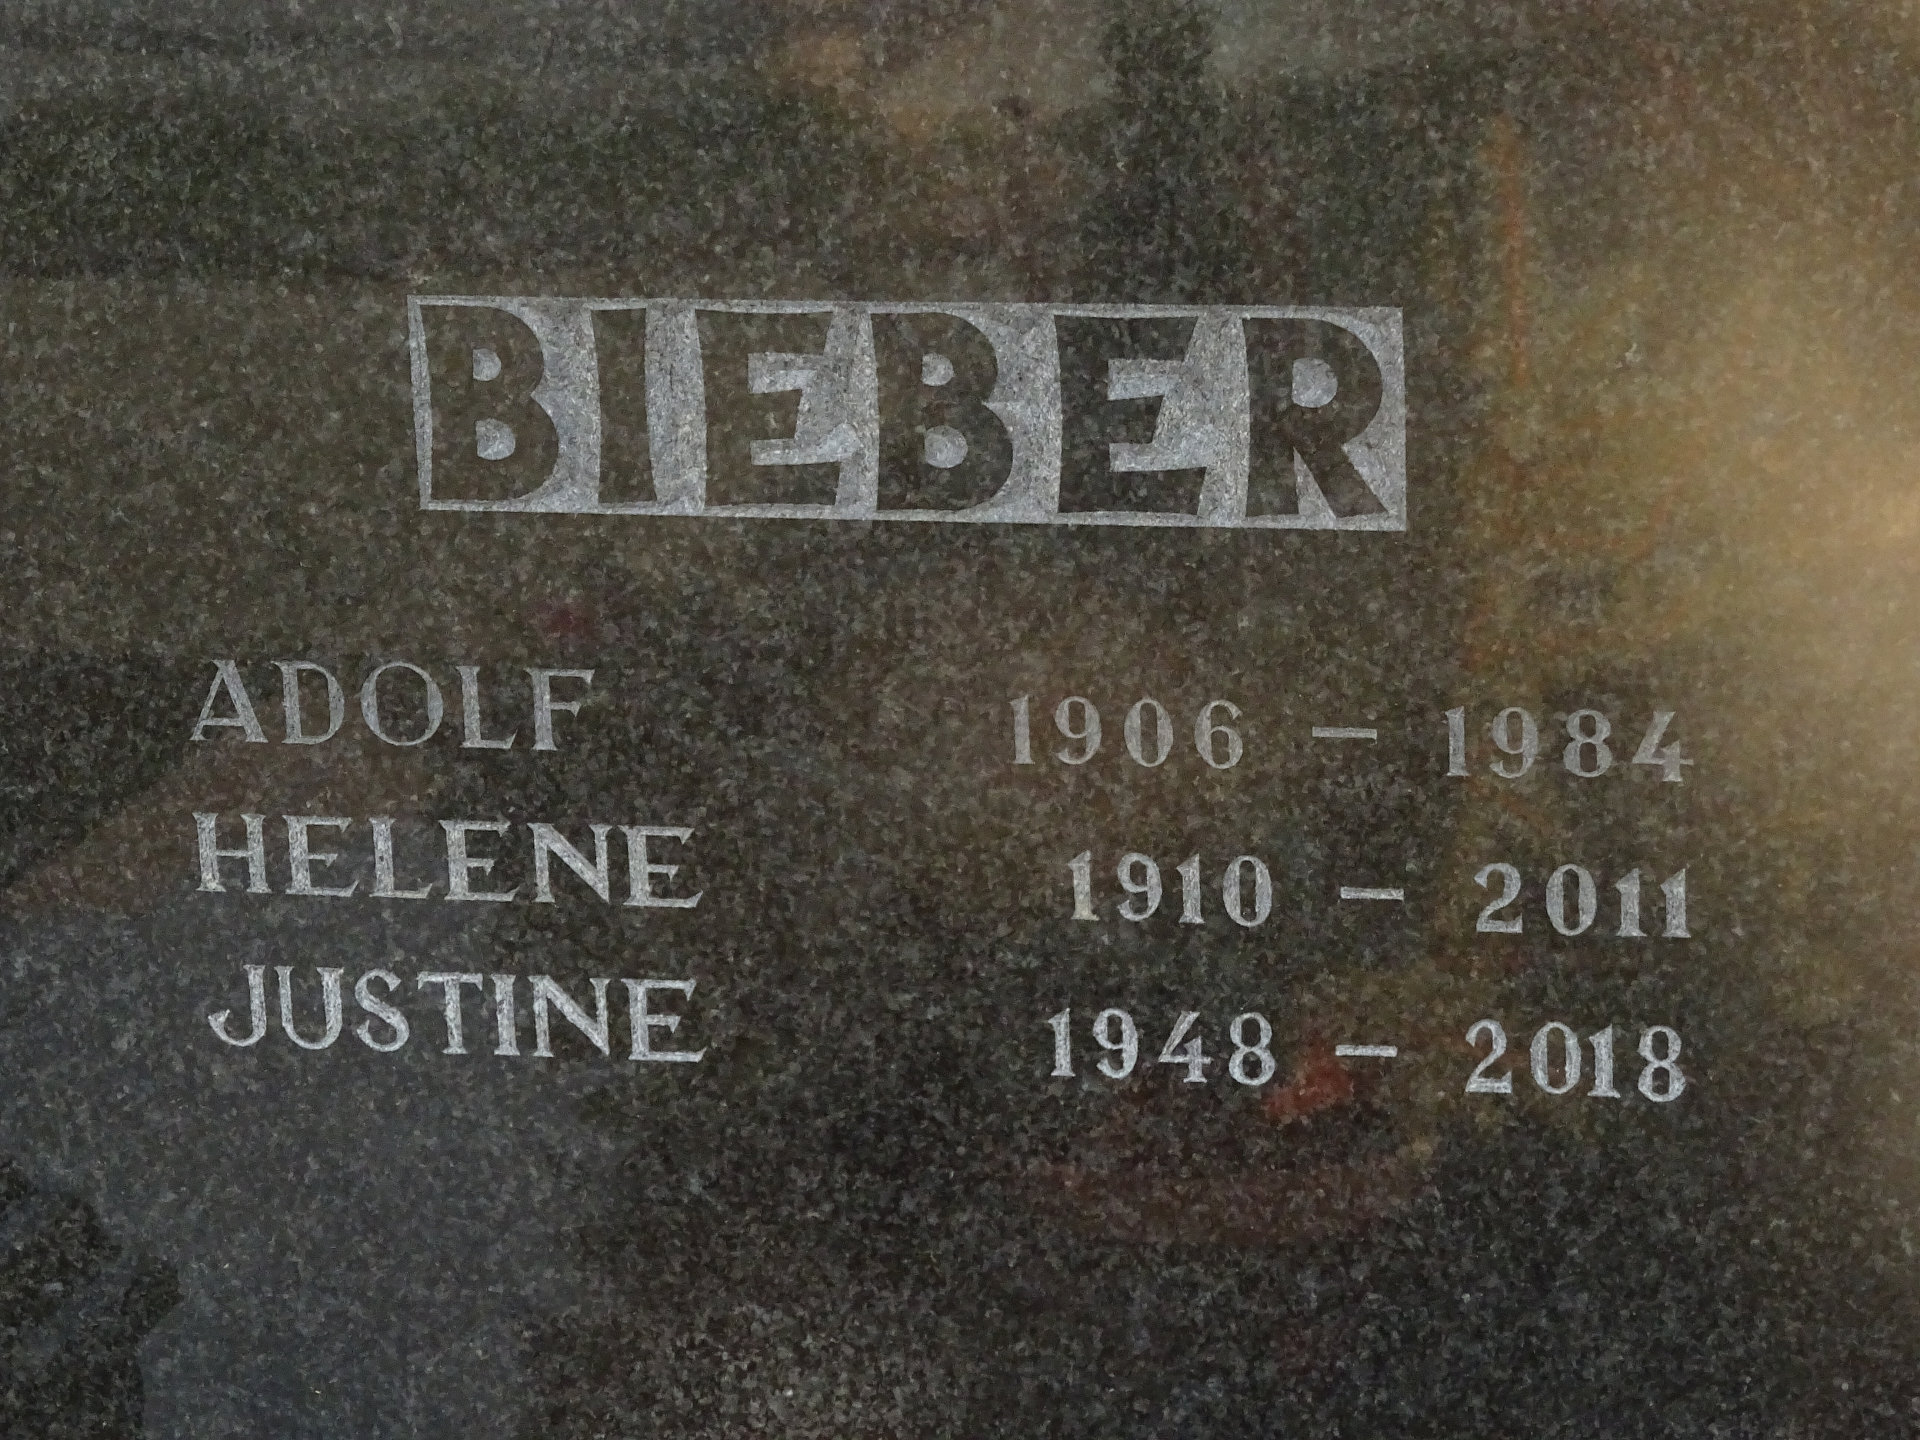 BIEBER
ADOLF 1906 – 1984
HELENE 1910 – 2011
JUSTINE 1948 – 2018